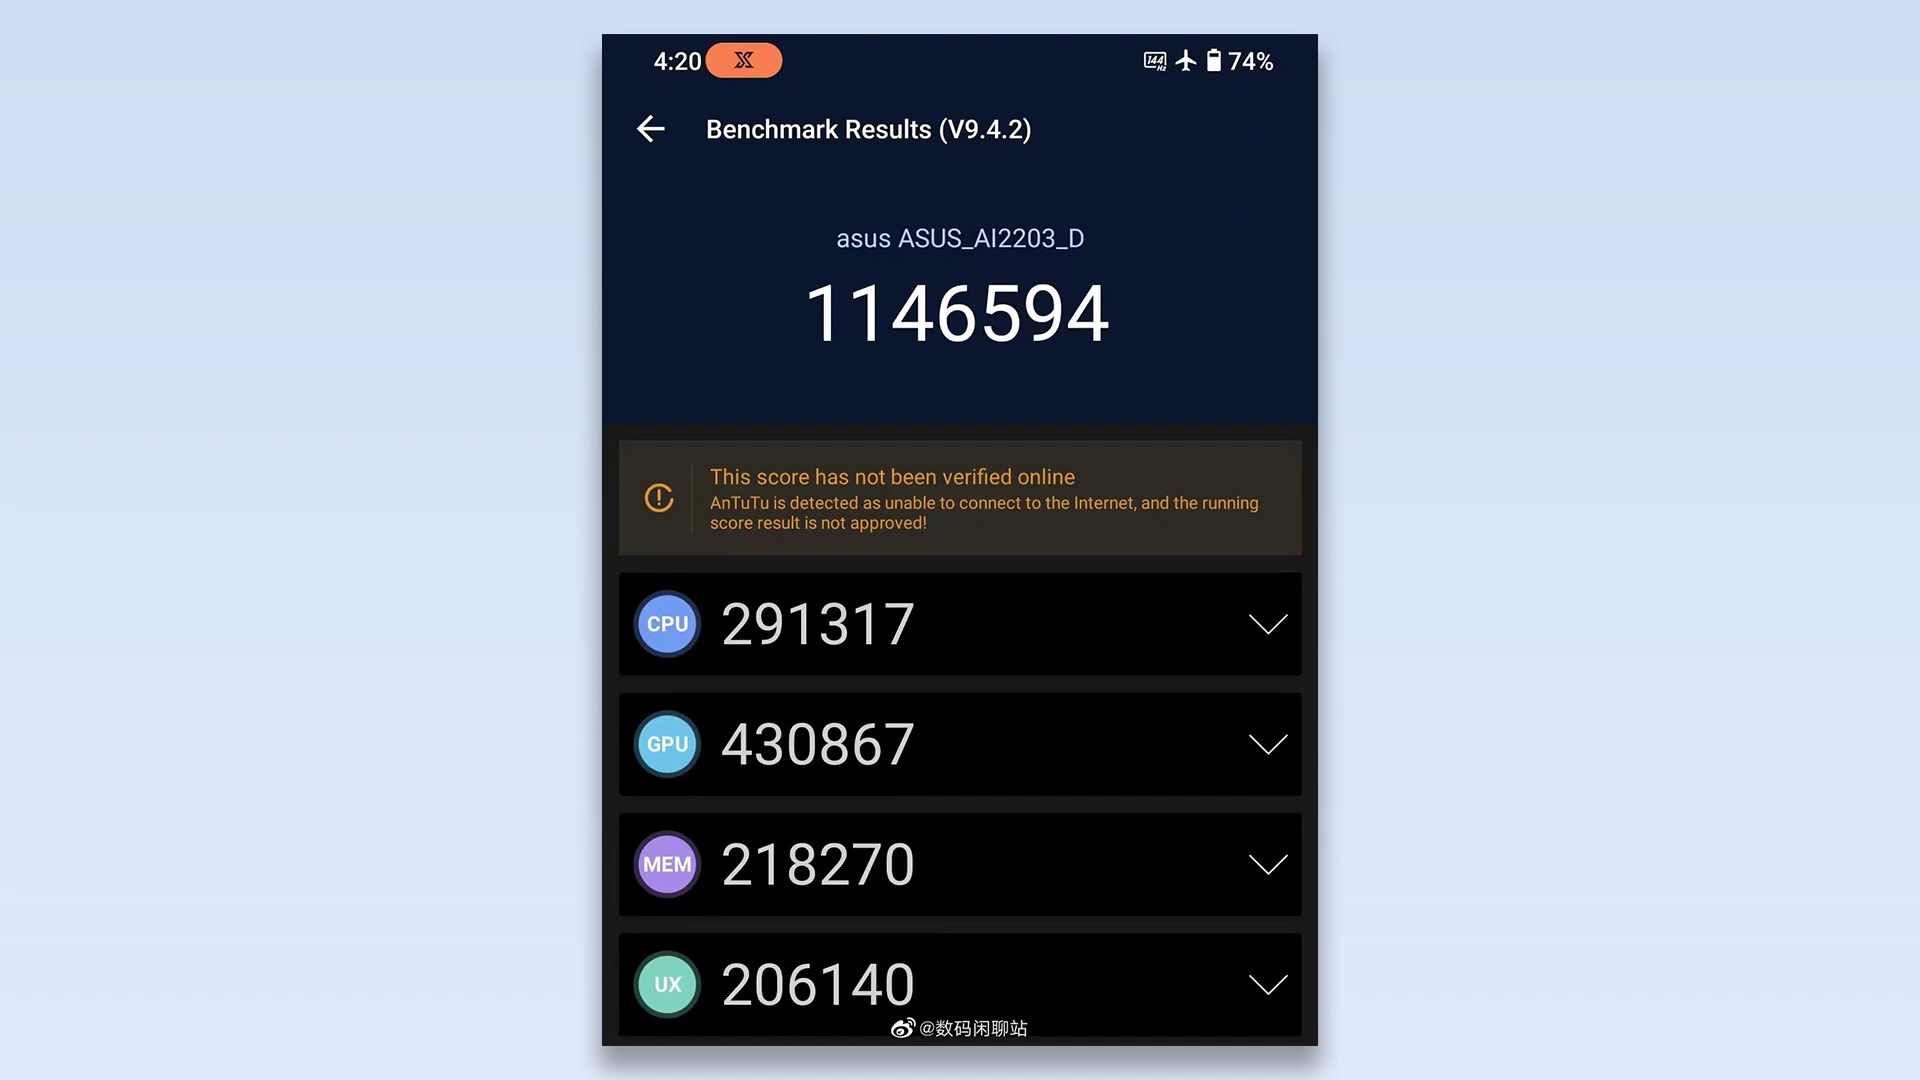 4:20
144
Hz
74%
Benchmark Results (V9.4.2)
asus ASUS_AI2203_D
1146594
This score has not been verified online
AnTuTu is detected as unable to connect to the Internet, and the running
score result is not approved!
CPU 291317
GPU 430867
MEM 218270
UX 206140
@数码闲聊站